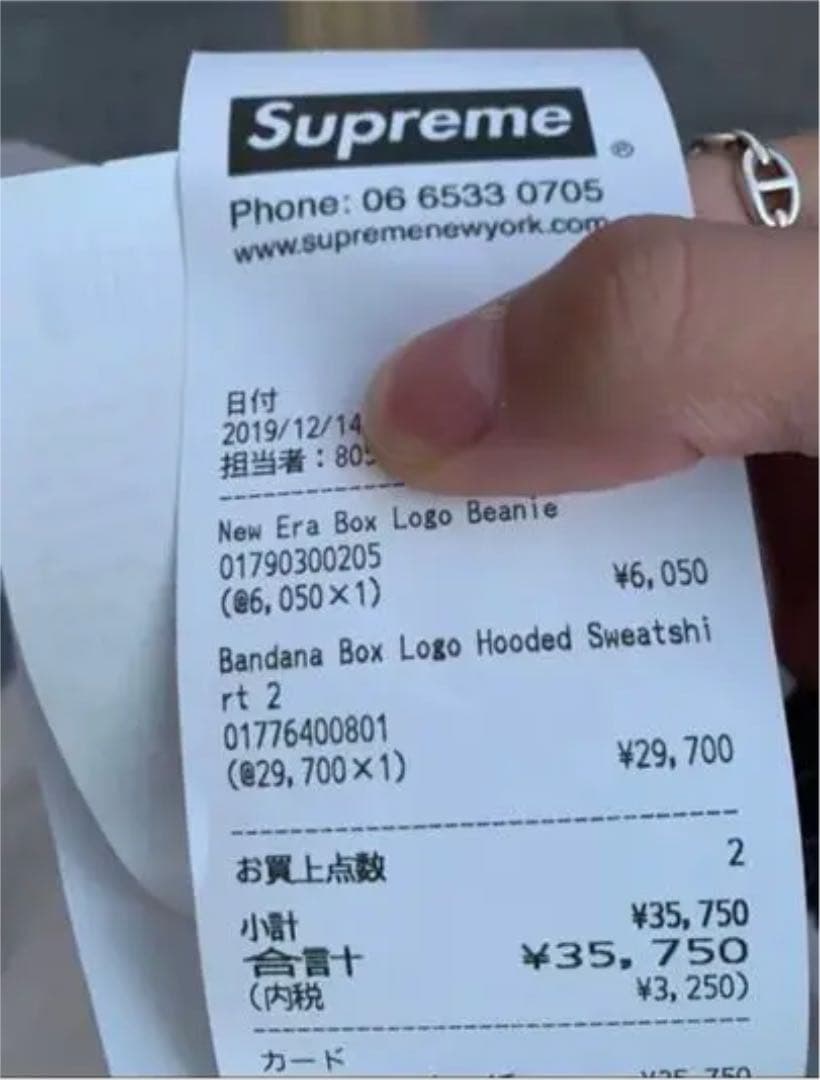 Supreme
®
Phone: 06 6533 0705
www.supremenewyork.com
日付
2019/12/14
担当者：805
New Era Box Logo Beanie
01790300205
(@6,050×1) ¥6,050
Bandana Box Logo Hooded Sweatshi
rt 2
01776400801
(@29,700×1) ¥29,700
お買上点数 2
小計 ¥35,750
合計 ¥35,750
(内税 ¥3,250)
カード